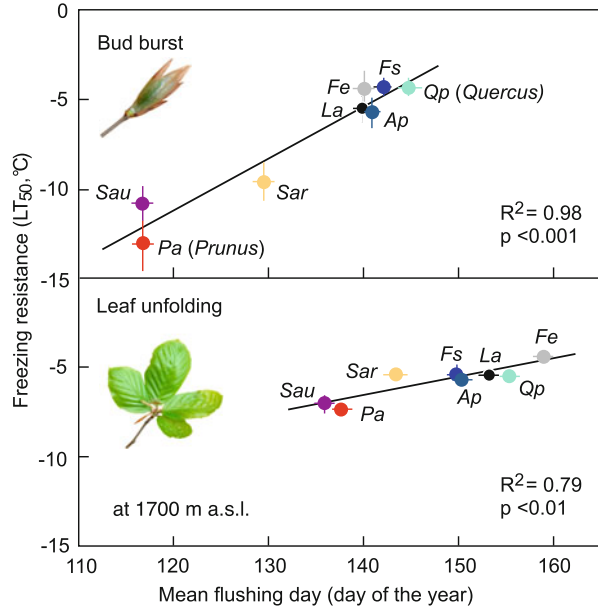 0
Bud burst
Fs
Fe
-5
La
Qp (Quercus)
Ap
Sau
Sar
-10
R2 = 0.98
Pa (Prunus)
p <0.001
Freezing resistance (LT50,°C)
-15
Leaf unfolding
Fe
Fs
La
Sar
-5
Ap
Qp
Sau
Pa
-10
R2 = 0.79
at 1700 m a.s.l.
p <0.01
-15
110 120 130 140 150 160
Mean flushing day (day of the year)